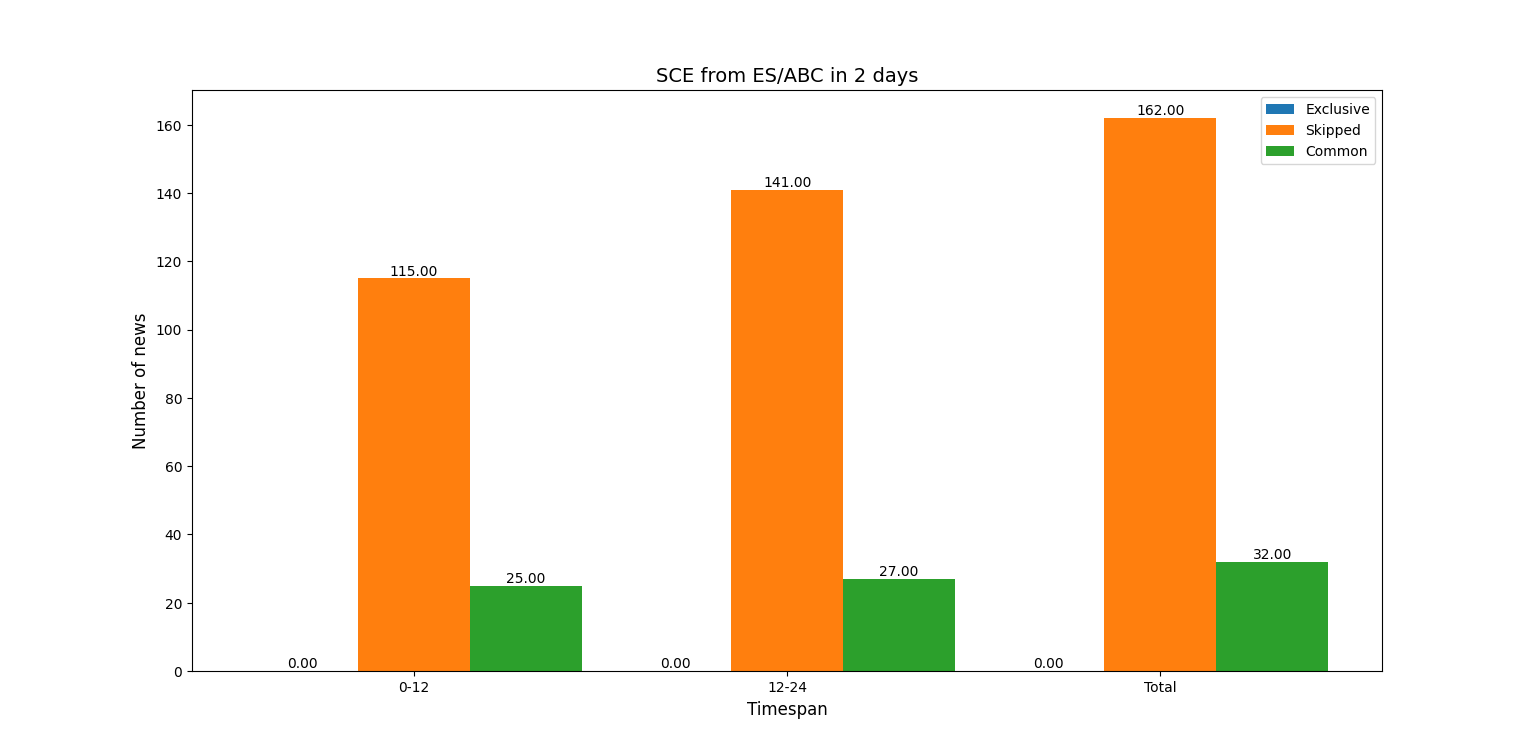 SCE from ES/ABC in 2 days
Exclusive
Skipped
Common
Number of news
160
140
120
100
80
60
40
20
0
0.00
115.00
25.00
0.00
141.00
27.00
0.00
162.00
32.00
0-12
12-24
Total
Timespan